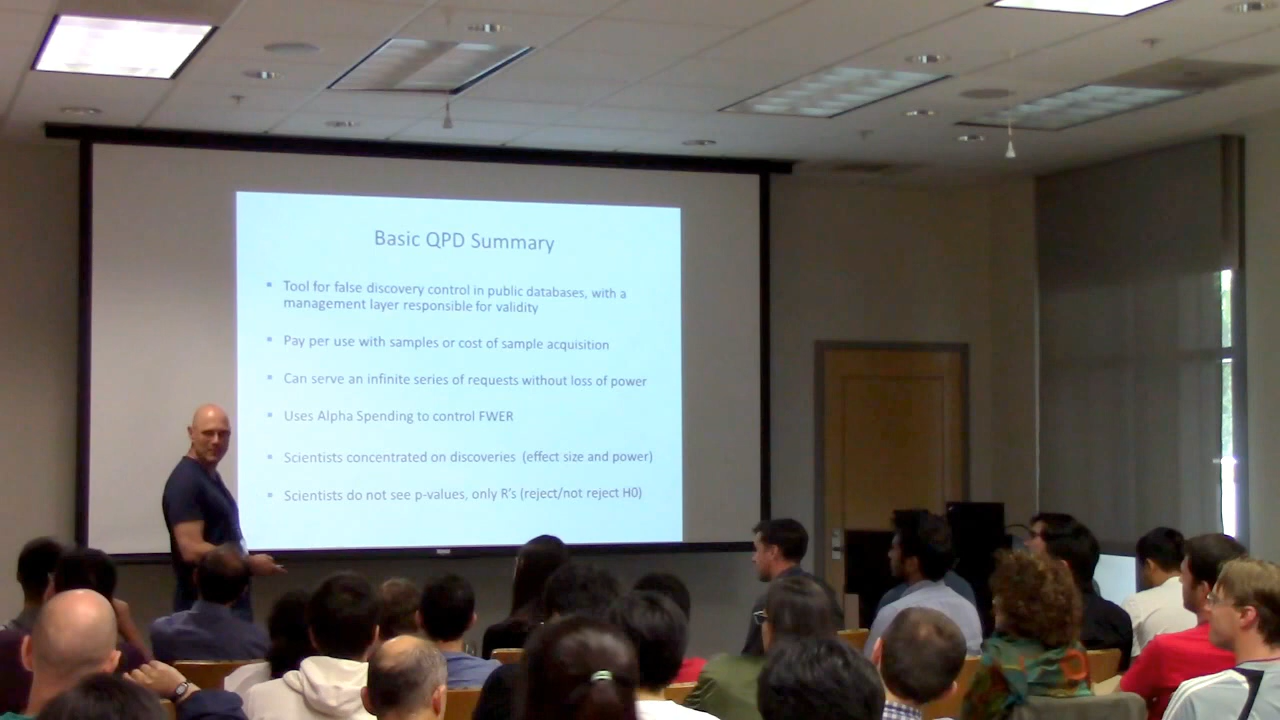 Basic QPD Summary
▪ Tool for false discovery control in public databases, with a
management layer responsible for validity
▪ Pay per use with samples or cost of sample acquisition
▪ Can serve an infinite series of requests without loss of power
▪ Uses Alpha Spending to control FWER
▪ Scientists concentrated on discoveries (effect size and power)
▪ Scientists do not see p-values, only R's (reject/not reject H0)